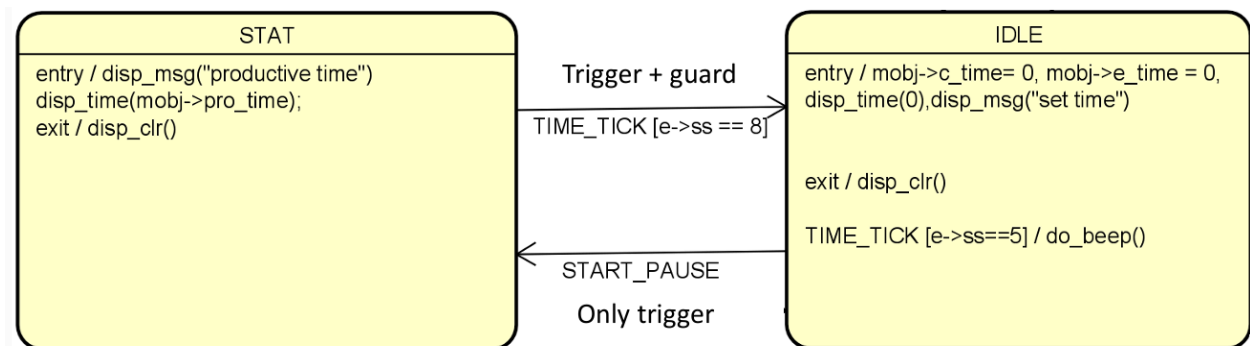 STAT
entry / disp_msg("productive time")
disp_time(mobj->pro_time);
exit / disp_clr()
Trigger + guard
TIME_TICK [e->ss == 8]
START_PAUSE
Only trigger
IDLE
entry / mobj->c_time= 0, mobj->e_time = 0,
disp_time(0),disp_msg("set time")
exit / disp_clr()
TIME_TICK [e->ss==5] / do_beep()